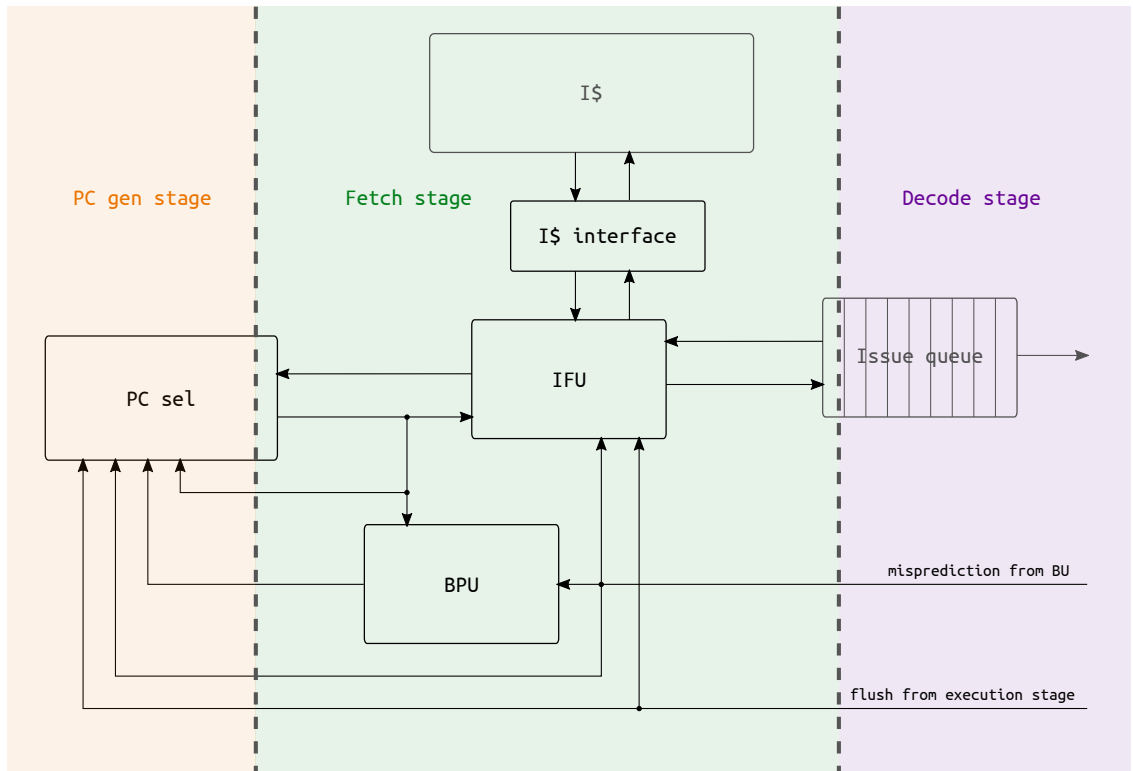 I$
PC gen stage
Fetch stage
Decode stage
I$ interface
Issue queue
IFU
PC sel
misprediction from BU
BPU
flush from execution stage